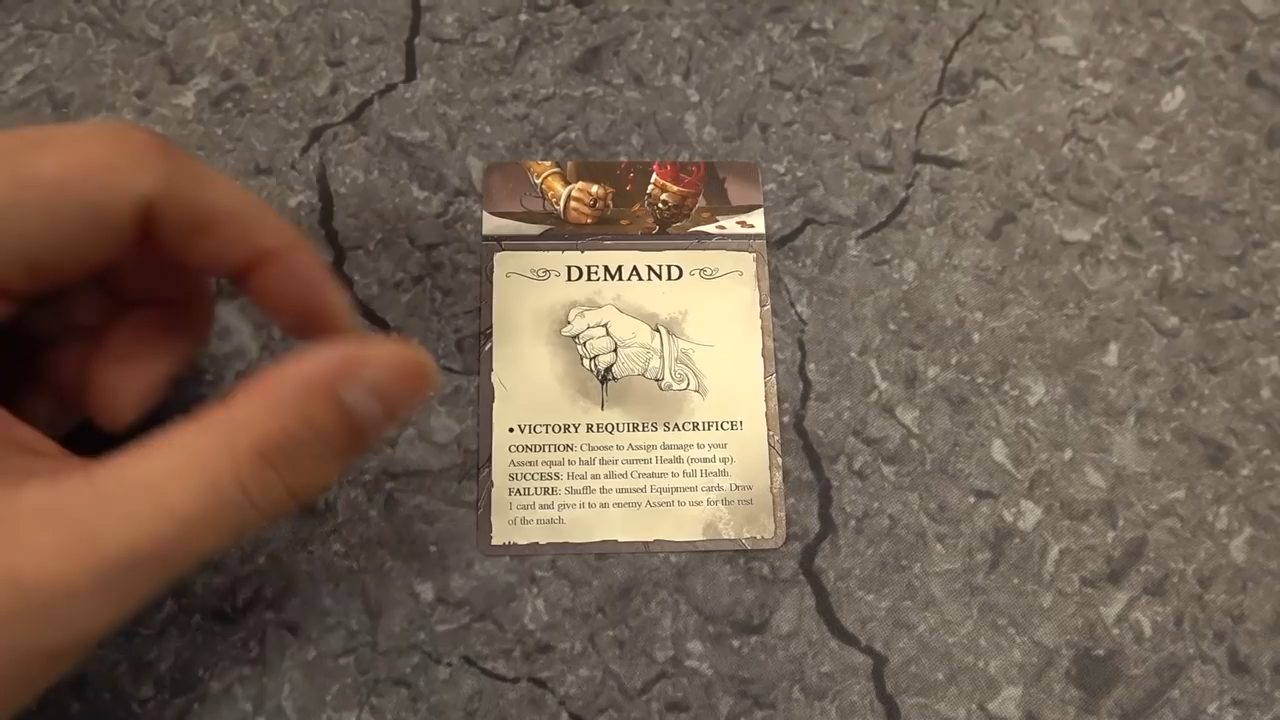 DEMAND
• VICTORY REQUIRES SACRIFICE!
CONDITION: Choose to Assign damage to your
Assent equal to half their current Health (round up).
SUCCESS: Heal an allied Creature to full Health.
FAILURE: Shuffle the unused Equipment cards. Draw
1 card and give it to an enemy Assent to use for the rest
of the match.